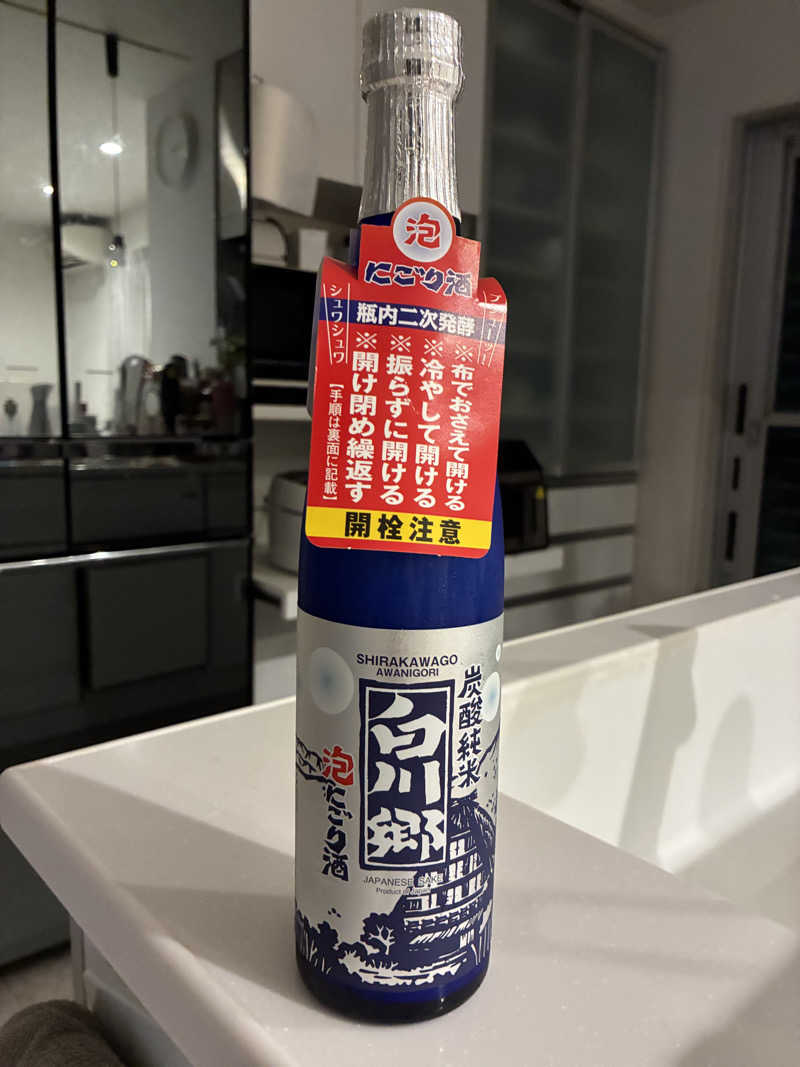 泡
にごり酒
瓶内二次発酵
シュワシュワ
※布でおさえて開ける
※冷やして開ける
※振らずに開ける
※開け閉め繰返す
【手順は裏面に記載】
開栓注意
SHIRAKAWAGO
AWANIGORI
炭酸純米
白川郷
泡にごり酒
JAPANESE SAKE
Product of Japan